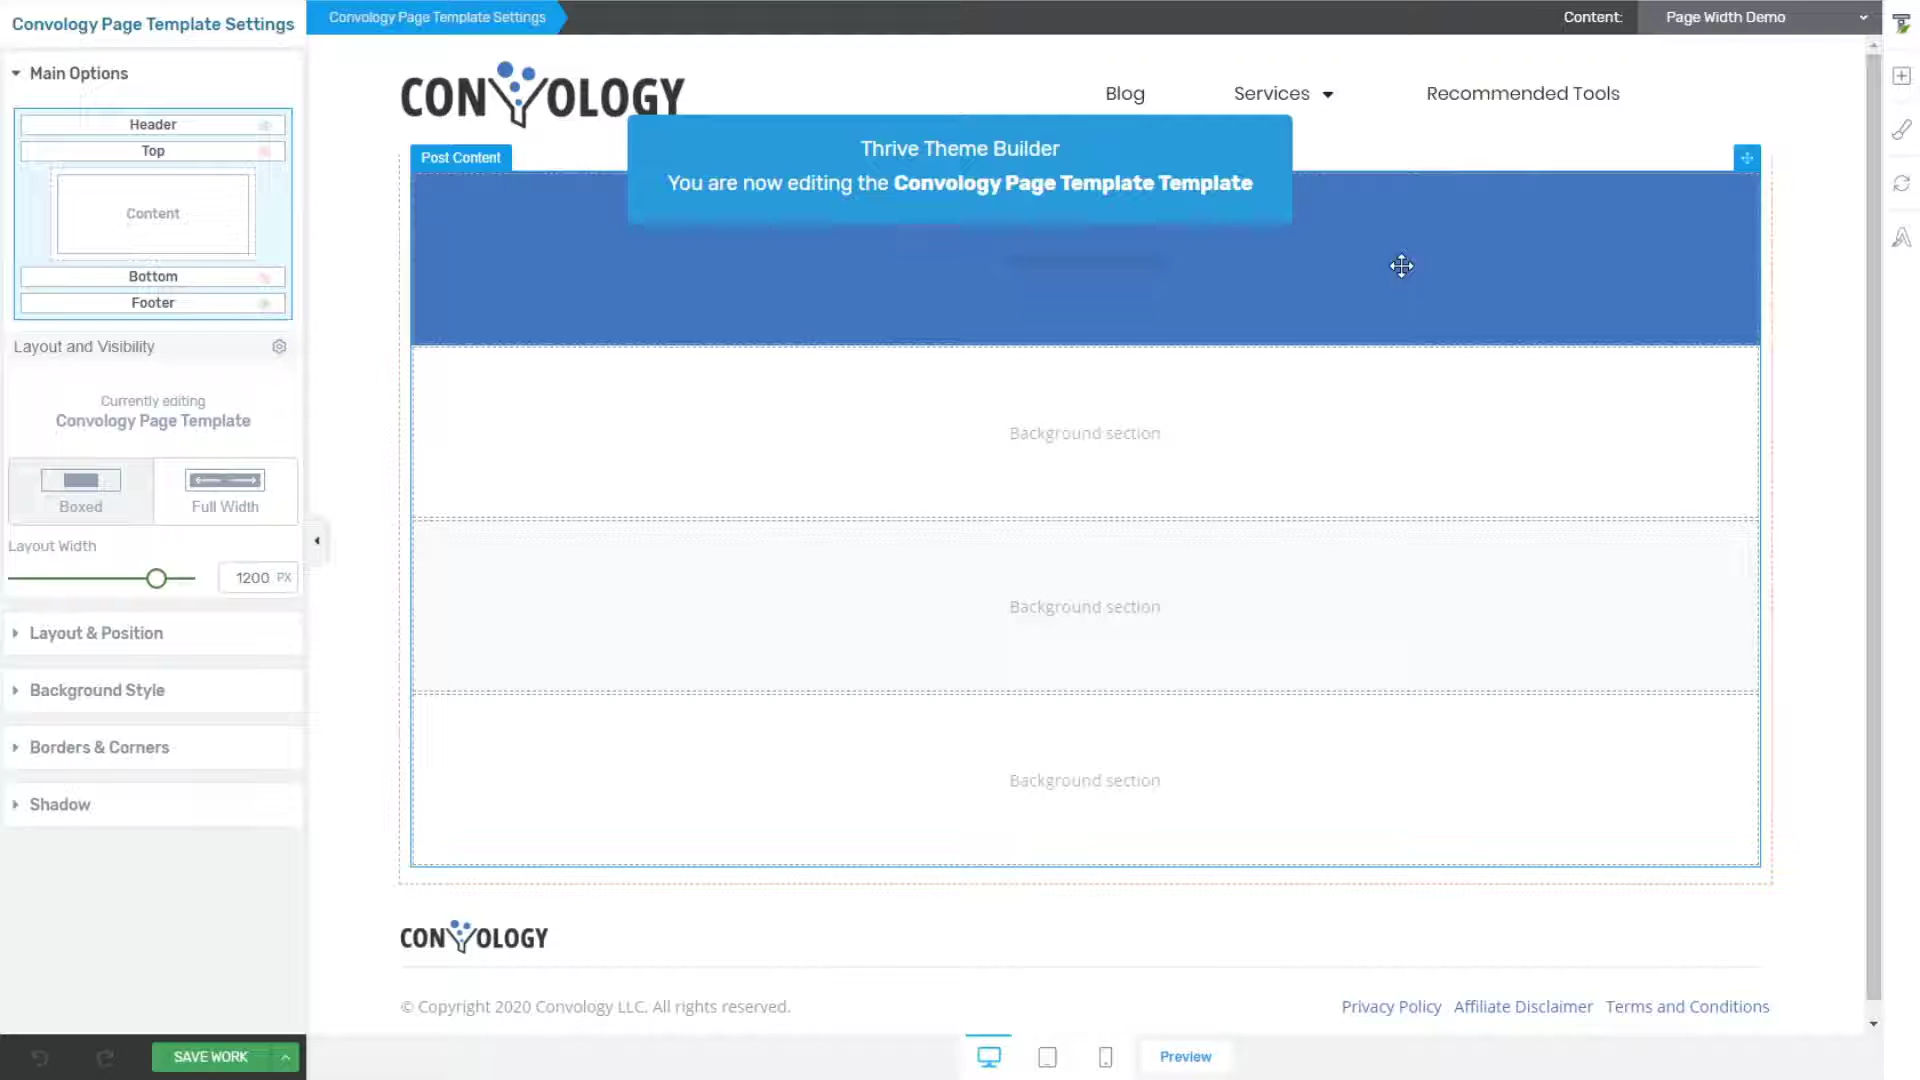 Convology Page Template Settings
Convology Page Template Settings
Content:
Page Width Demo
Main Options
Header
Top
Content
Bottom
Footer
Layout and Visibility
Currently editing
Convology Page Template
Boxed
Full Width
Layout Width
1200 PX
Layout & Position
Background Style
Borders & Corners
Shadow
SAVE WORK
CONVOLOGY
Blog
Services
Recommended Tools
Post Content
Thrive Theme Builder
You are now editing the Convology Page Template Template
Background section
Background section
Background section
CONVOLOGY
© Copyright 2020 Convology LLC. All rights reserved.
Privacy Policy
Affiliate Disclaimer
Terms and Conditions
Preview